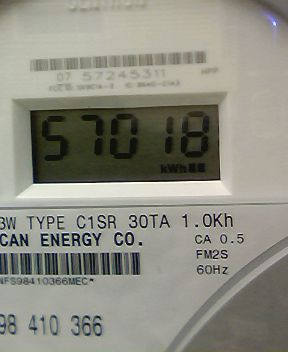 07 57245311
57018
kWh
3W TYPE C1SR 30TA 1.0Kh
CAN ENERGY CO.
CA 0.5
FM2S
60Hz
NFS98410366MEC*
98 410 366